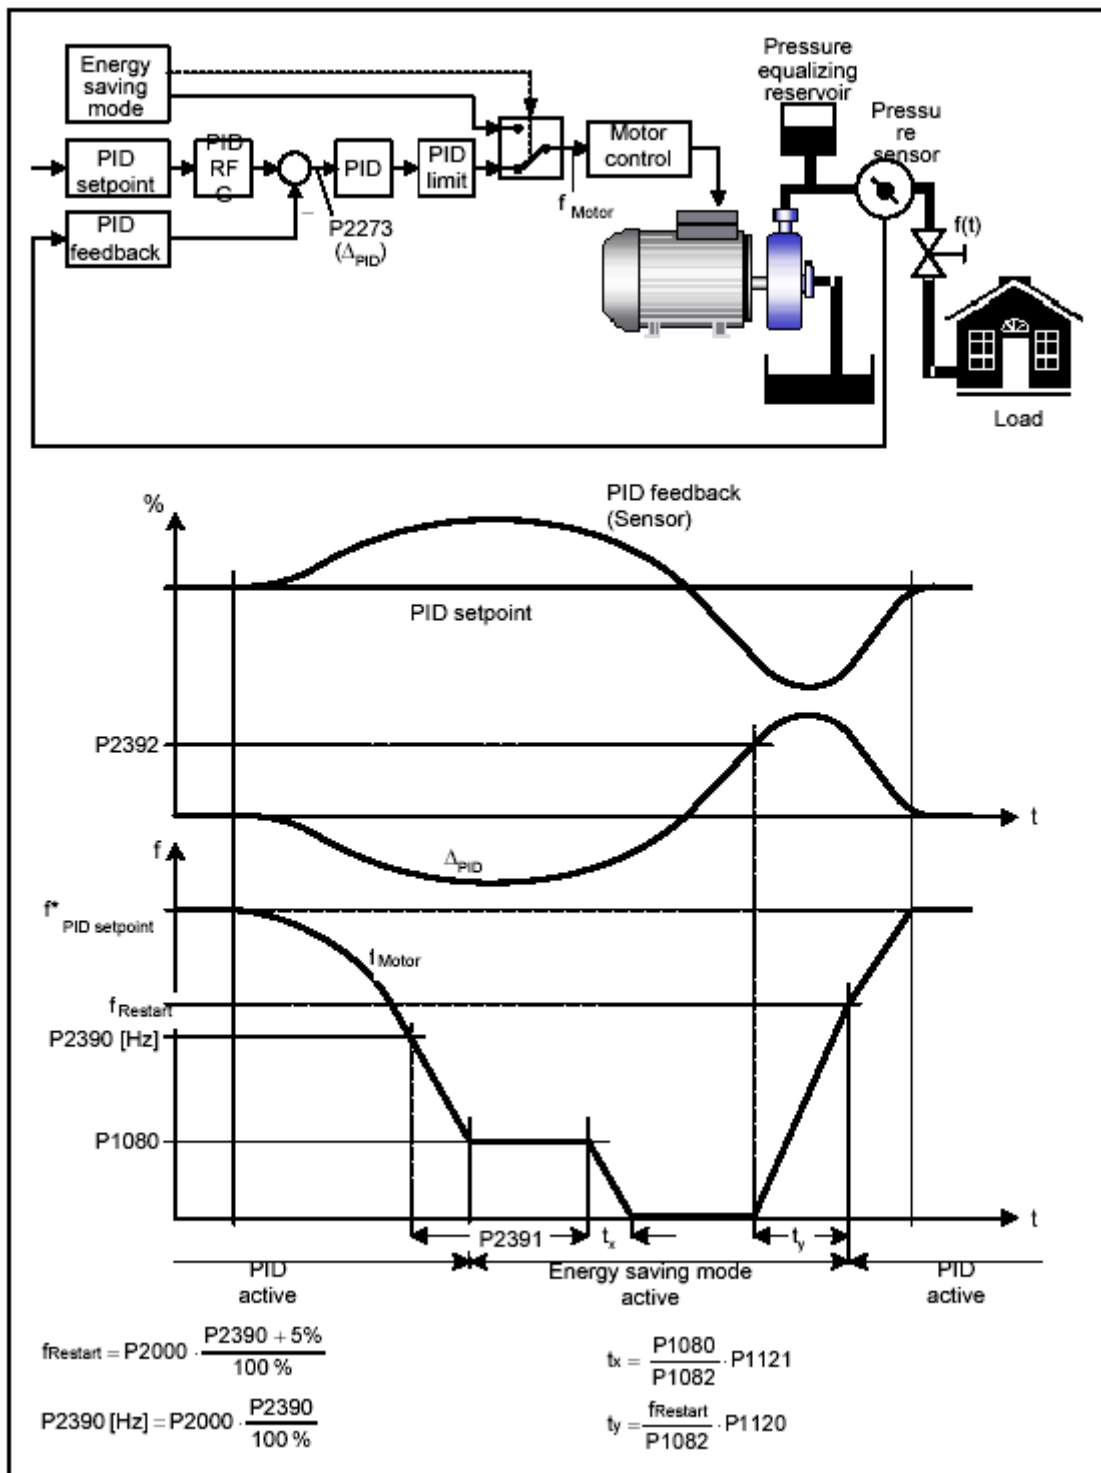 Energy
saving
mode
PID
setpoint
PID
RF
G
PID
PID
limit
Motor
control
PID
feedback
–
P2273
(ΔPID)
f Motor
Pressure
equalizing
reservoir
Pressu
re
sensor
f(t)
Load
%
PID feedback
(Sensor)
PID setpoint
P2392
t
f
ΔPID
f* PID setpoint
f Motor
f Restart
P2390 [Hz]
P1080
t
P2391
tx
ty
PID
active
Energy saving mode
active
PID
active
fRestart = P2000 · P2390 + 5% / 100 %
tx = P1080 / P1082 · P1121
P2390 [Hz] = P2000 · P2390 / 100 %
ty = fRestart / P1082 · P1120